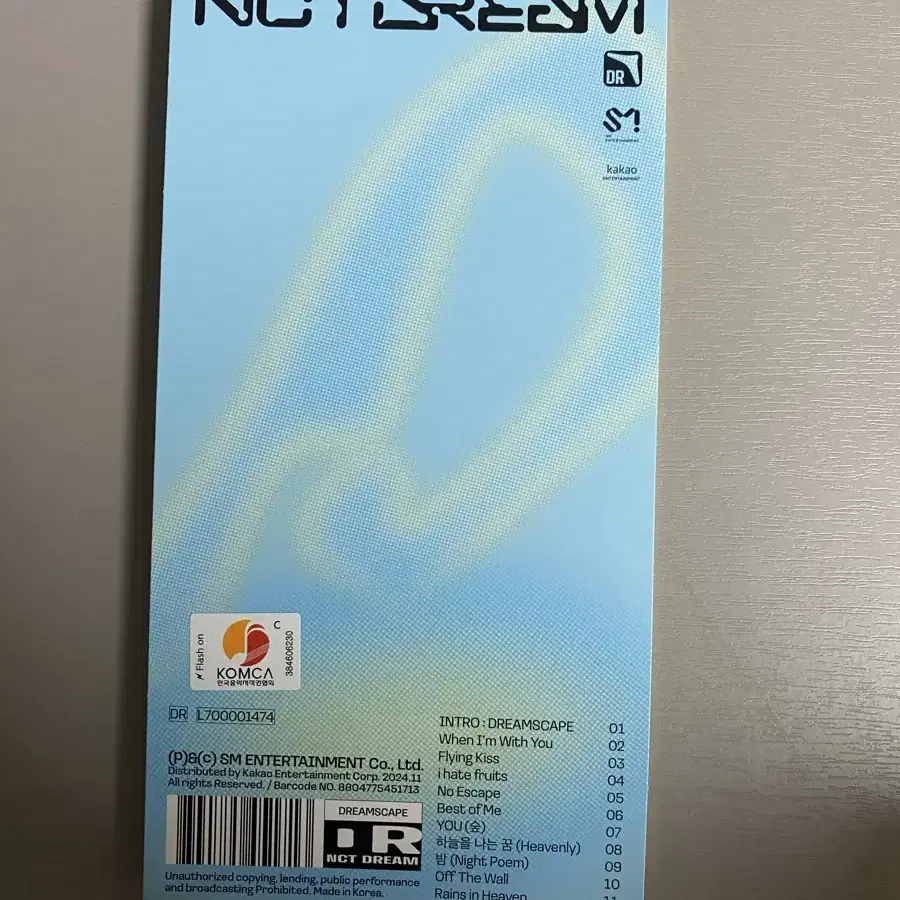 NCT DREAM
DR
SM
ENTERTAINMENT
kakao
ENTERTAINMENT
Flash on
C
KOMCA
한국음악저작권협회
384606230
DR L700001474
(P)&(c) SM ENTERTAINMENT Co., Ltd.
Distributed by Kakao Entertainment Corp. 2024.11
All rights Reserved. / Barcode NO. 8804775451713
DREAMSCAPE
DR
NCT DREAM
Unauthorized copying, lending, public performance
and broadcasting Prohibited. Made in Korea.
INTRO : DREAMSCAPE 01
When I'm With You 02
Flying Kiss 03
i hate fruits 04
No Escape 05
Best of Me 06
YOU (숲) 07
하늘을 나는 꿈 (Heavenly) 08
밤 (Night Poem) 09
Off The Wall 10
Rains in Heaven 11